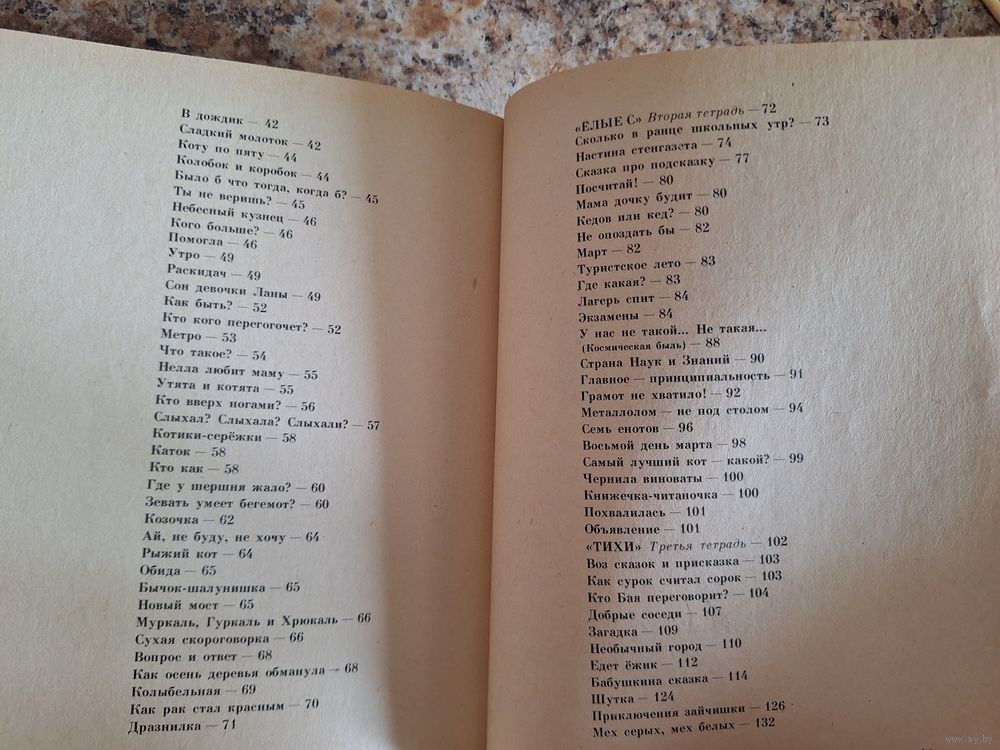 В дождик — 42
Сладкий молоток — 42
Коту по пяту — 44
Колобок и коробок — 44
Было б что тогда, когда б? — 45
Ты не веришь? — 45
Небесный кузнец — 46
Кого больше? — 46
Помогла — 46
Утро — 49
Раскидач — 49
Сон девочки Ланы — 49
Как быть? — 52
Кто кого перегогочет? — 52
Метро — 53
Что такое? — 54
Нелла любит маму — 55
Утята и котята — 55
Кто вверх ногами? — 56
Слыхал? Слыхала? Слыхали? — 57
Котики-серёжки — 58
Каток — 58
Кто как — 58
Где у шершня жало? — 60
Зевать умеет бегемот? — 60
Козочка — 62
Ай, не буду, не хочу — 64
Рыжий кот — 64
Обида — 65
Бычок-шалунишка — 65
Новый мост — 65
Муркаль, Гуркаль и Хрюкаль — 66
Сухая скороговорка — 66
Вопрос и ответ — 68
Как осень деревья обманула — 68
Колыбельная — 69
Как рак стал красным — 70
Дразнилка — 71
«ЁЛЫЕ С» Вторая тетрадь — 72
Сколько в ранце школьных утр? — 73
Настина стенгазета — 74
Сказка про подсказку — 77
Посчитай! — 80
Мама дочку будит — 80
Кедов или кед? — 80
Не опоздать бы — 82
Март — 82
Туристское лето — 83
Где какая? — 83
Лагерь спит — 84
Экзамены — 84
У нас не такой... Не такая...
(Космическая быль) — 88
Страна Наук и Знаний — 90
Главное — принципиальность — 91
Грамот не хватило! — 92
Металлолом — не под столом — 94
Семь енотов — 96
Восьмой день марта — 98
Самый лучший кот — какой? — 99
Чернила виноваты — 100
Книжечка-читаночка — 100
Похвалилась — 101
Объявление — 101
«ТИХИ» Третья тетрадь — 102
Воз сказок и присказка — 103
Как сурок считал сорок — 103
Кто Бая переговорит? — 104
Добрые соседи — 107
Загадка — 109
Необычный город — 110
Едет ёжик — 112
Бабушкина сказка — 114
Шутка — 124
Приключения зайчишки — 126
Мех серых, мех белых — 132
www.ay.by